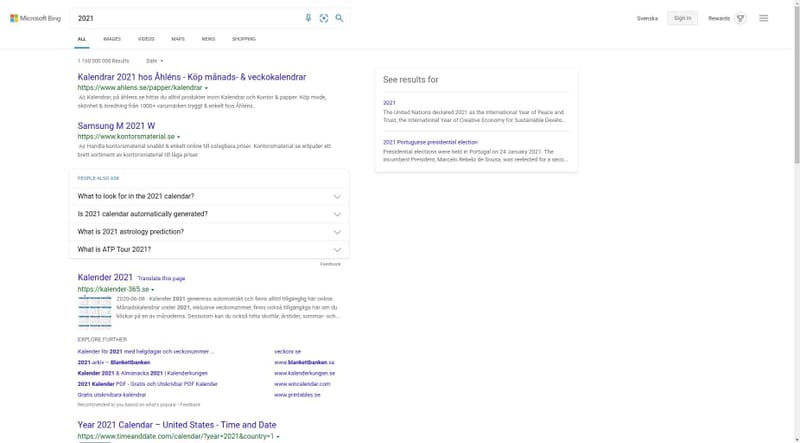 Microsoft Bing
2021
Svenska
Sign in
Rewards
ALL
IMAGES
VIDEOS
MAPS
NEWS
SHOPPING
1 150 000 000 Results
Date
Kalendrar 2021 hos Åhléns - Köp månads- & veckokalendrar
https://www.ahlens.se/papper/kalendrar
Ad Kalendrar, på åhlens.se hittar du alltid produkter inom Kalendrar och Kontor & papper. Köp mode,
skönhet & inredning från 1000+ varumärken tryggt & enkelt hos Åhléns.
Samsung M 2021 W
https://www.kontorsmaterial.se
Ad Handla kontorsmaterial snabbt & enkelt online till oslagbara priser. Kontorsmaterial.se erbjuder ett
brett sortiment av kontorsmaterial till låga priser
PEOPLE ALSO ASK
What to look for in the 2021 calendar?
Is 2021 calendar automatically generated?
What is 2021 astrology prediction?
What is ATP Tour 2021?
Feedback
Kalender 2021
Translate this page
https://kalender-365.se
2020-06-08 · Kalender 2021 genereras automatiskt och finns alltid tillgänglig här online.
Månadskalendrar under 2021, inklusive veckonummer, finns också tillgängliga här om du
klickar på en av månaderna. Dessutom kan du också hitta skottår, årstider, sommar- och...
EXPLORE FURTHER
Kalender för 2021 med helgdagar och veckonummer ...
veckonr.se
2021-arkiv – Blankettbanken
www.blankettbanken.se
Kalender 2021 & Almanacka 2021 | Kalenderkungen
www.kalenderkungen.se
2021 Kalender PDF - Gratis och Utskrivbar PDF Kalender
www.wincalendar.com
Gratis utskrivbara kalendrar
www.printables.se
Recommended to you based on what's popular • Feedback
Year 2021 Calendar – United States - Time and Date
https://www.timeanddate.com/calendar/?year=2021&country=1
See results for
2021
The United Nations declared 2021 as the International Year of Peace and
Trust, the International Year of Creative Economy for Sustainable Develo...
2021 Portuguese presidential election
Presidential elections were held in Portugal on 24 January 2021. The
incumbent President, Marcelo Rebelo de Sousa, was reelected for a seco...